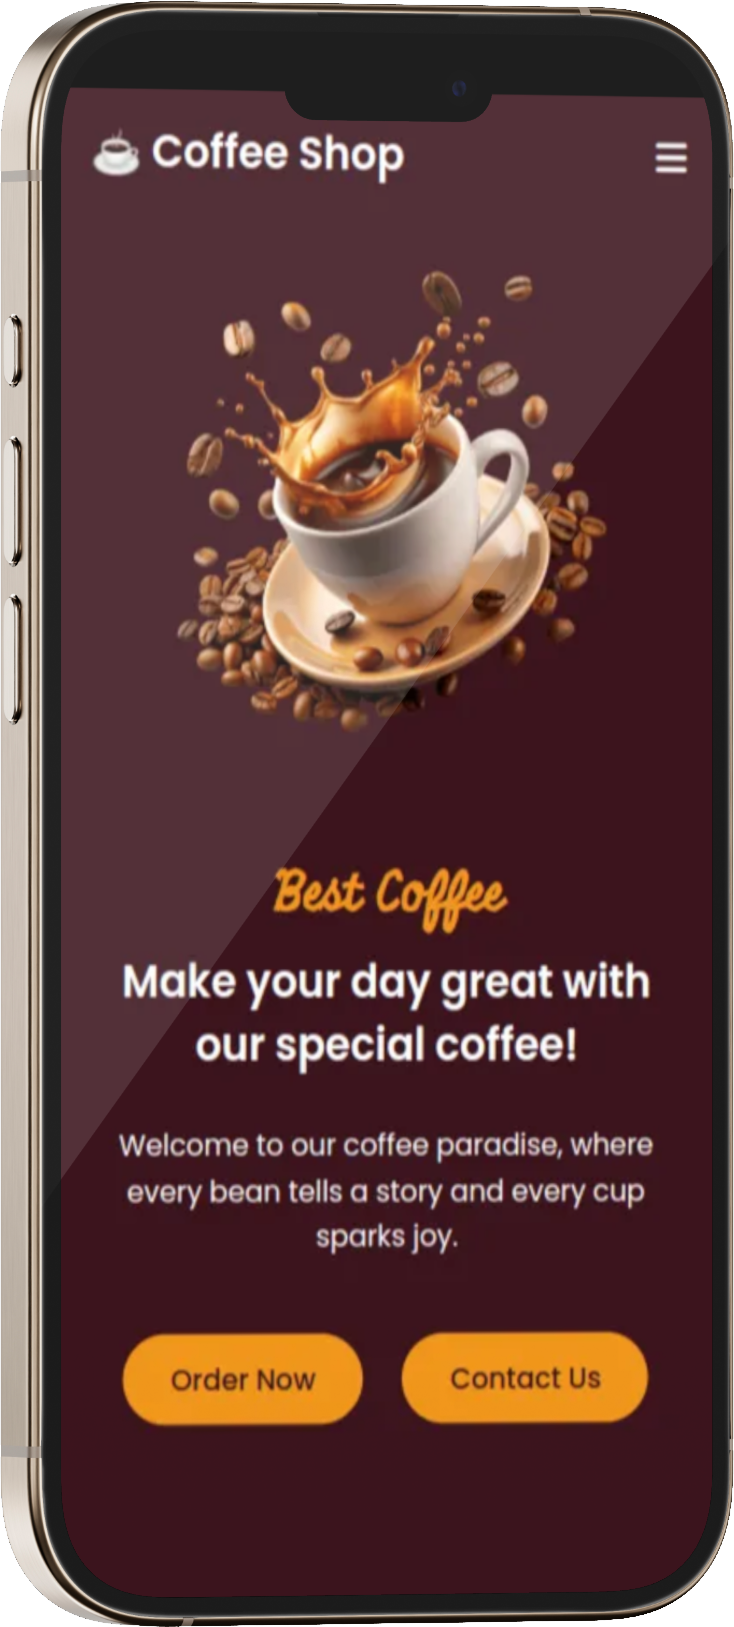 Coffee Shop
Best Coffee
Make your day great with
our special coffee!
Welcome to our coffee paradise, where
every bean tells a story and every cup
sparks joy.
Order Now
Contact Us